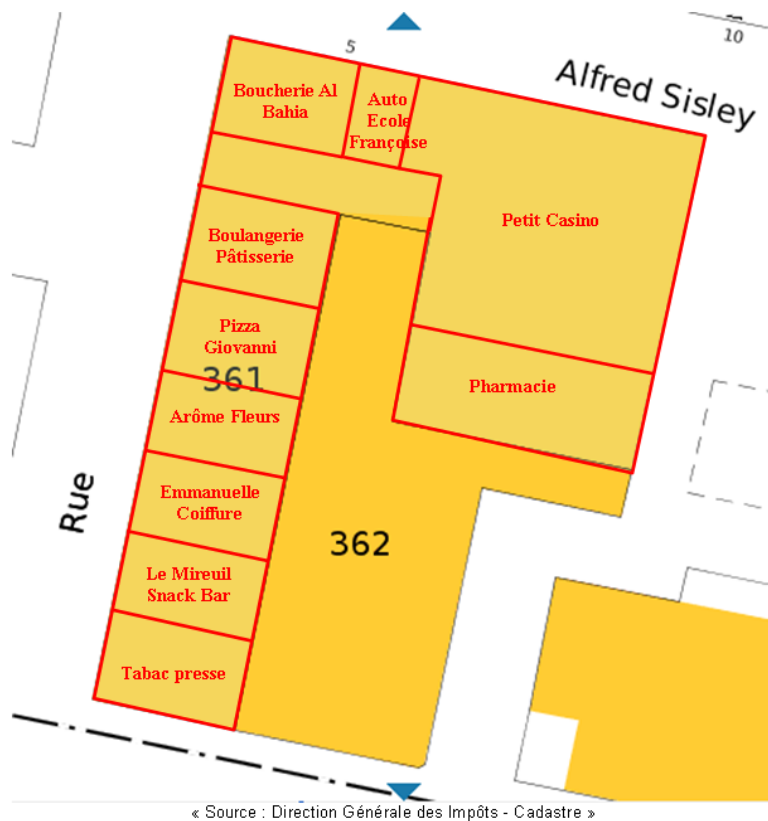 10
5
Alfred Sisley
Boucherie Al
Bahia
Auto
Ecole
Françoise
Petit Casino
Boulangerie
Pâtisserie
Pizza
Giovanni
361
Pharmacie
Arôme Fleurs
Rue
Emmanuelle
Coiffure
362
Le Mireuil
Snack Bar
Tabac presse
« Source : Direction Générale des Impôts - Cadastre »